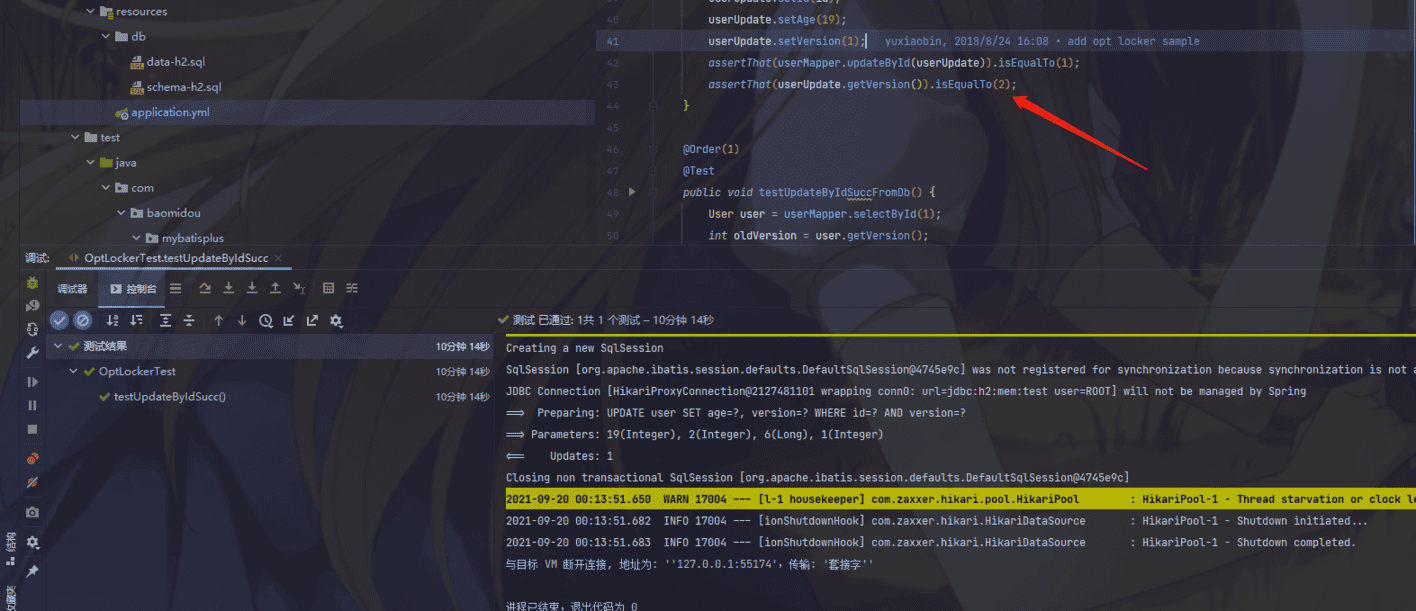 resources
db
data-h2.sql
schema-h2.sql
application.yml
test
java
com
baomidou
mybatisplus
40 userUpdate.setAge(19);
41 userUpdate.setVersion(1); yuxiaobin, 2018/8/24 16:08 • add opt locker sample
42 assertThat(userMapper.updateById(userUpdate)).isEqualTo(1);
43 assertThat(userUpdate.getVersion()).isEqualTo(2);
44 }
45
46 @Order(1)
47 @Test
48 public void testUpdateByIdSuccFromDb() {
49 User user = userMapper.selectById(1);
50 int oldVersion = user.getVersion();
调试: OptLockerTest.testUpdateByIdSucc ×
调试器 控制台
测试 已通过: 1共 1 个测试 – 10分钟 14秒
测试结果 10分钟 14秒
OptLockerTest 10分钟 14秒
testUpdateByIdSucc() 10分钟 14秒
Creating a new SqlSession
SqlSession [org.apache.ibatis.session.defaults.DefaultSqlSession@4745e9c] was not registered for synchronization because synchronization is not a
JDBC Connection [HikariProxyConnection@2127481101 wrapping conn0: url=jdbc:h2:mem:test user=ROOT] will not be managed by Spring
==> Preparing: UPDATE user SET age=?, version=? WHERE id=? AND version=?
==> Parameters: 19(Integer), 2(Integer), 6(Long), 1(Integer)
<== Updates: 1
Closing non transactional SqlSession [org.apache.ibatis.session.defaults.DefaultSqlSession@4745e9c]
2021-09-20 00:13:51.650 WARN 17004 --- [l-1 housekeeper] com.zaxxer.hikari.pool.HikariPool : HikariPool-1 - Thread starvation or clock le
2021-09-20 00:13:51.682 INFO 17004 --- [ionShutdownHook] com.zaxxer.hikari.HikariDataSource : HikariPool-1 - Shutdown initiated...
2021-09-20 00:13:51.683 INFO 17004 --- [ionShutdownHook] com.zaxxer.hikari.HikariDataSource : HikariPool-1 - Shutdown completed.
与目标 VM 断开连接, 地址为: ''127.0.0.1:55174', 传输: '套接字''
进程已结束，退出代码为 0
结构